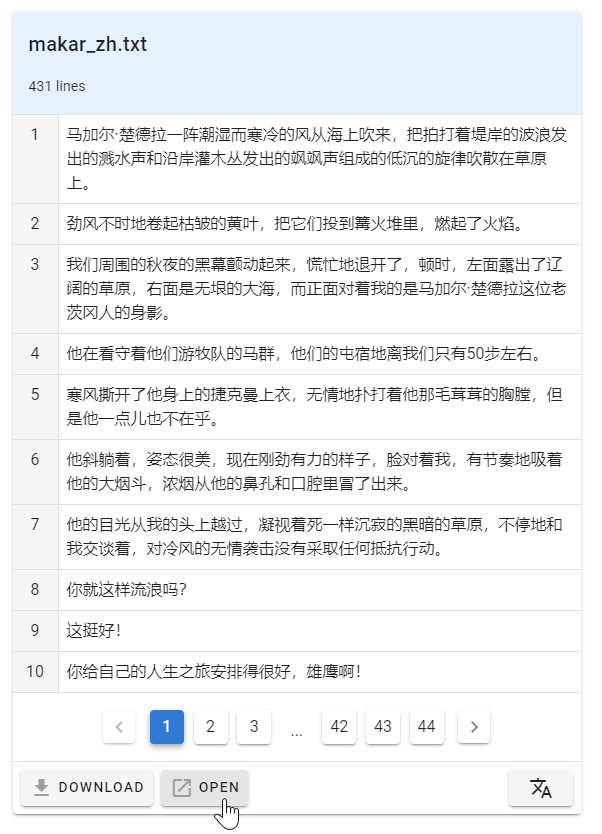 makar_zh.txt
431 lines
1
马加尔·楚德拉一阵潮湿而寒冷的风从海上吹来，把拍打着堤岸的波浪发
出的溅水声和沿岸灌木丛发出的飒飒声组成的低沉的旋律吹散在草原
上。
2
劲风不时地卷起枯皱的黄叶，把它们投到篝火堆里，燃起了火焰。
3
我们周围的秋夜的黑幕颤动起来，慌忙地退开了，顿时，左面露出了辽
阔的草原，右面是无垠的大海，而正面对着我的是马加尔·楚德拉这位老
茨冈人的身影。
4
他在看守着他们游牧队的马群，他们的屯宿地离我们只有50步左右。
5
寒风撕开了他身上的捷克曼上衣，无情地扑打着他那毛茸茸的胸膛，但
是他一点儿也不在乎。
6
他斜躺着，姿态很美，现在刚劲有力的样子，脸对着我，有节奏地吸着
他的大烟斗，浓烟从他的鼻孔和口腔里冒了出来。
7
他的目光从我的头上越过，凝视着死一样沉寂的黑暗的草原，不停地和
我交谈着，对冷风的无情袭击没有采取任何抵抗行动。
8
你就这样流浪吗？
9
这挺好！
10
你给自己的人生之旅安排得很好，雄鹰啊！
1 2 3 ... 42 43 44
DOWNLOAD OPEN